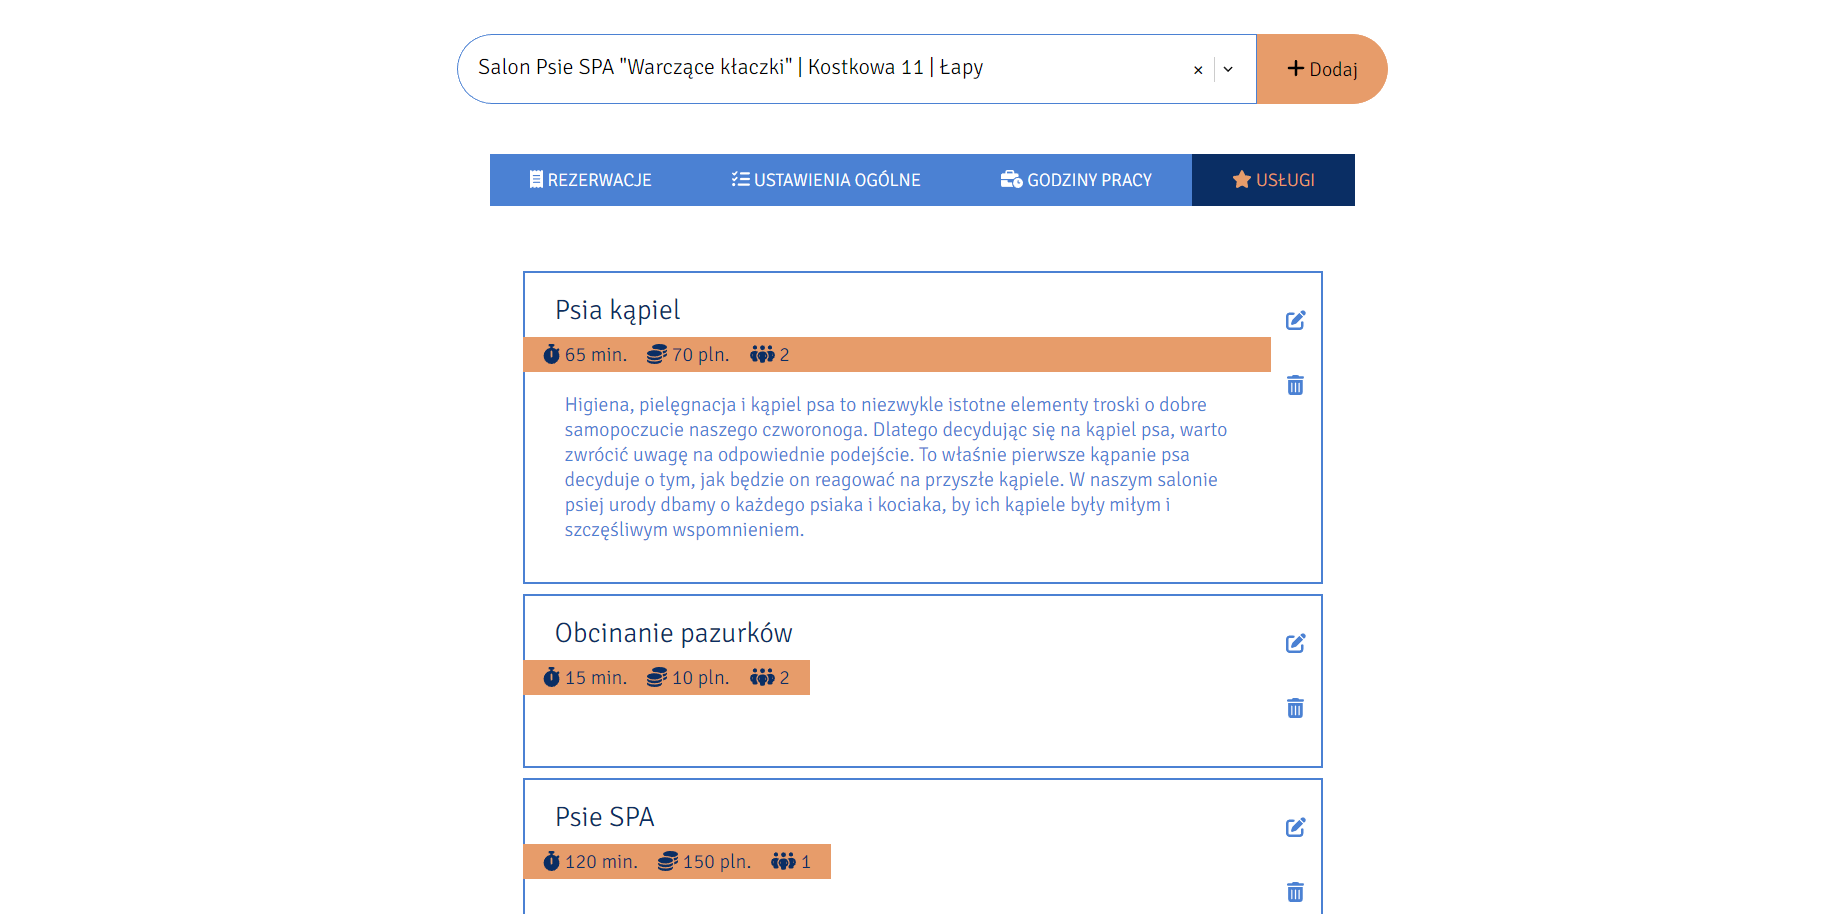 Salon Psie SPA "Warczące kłaczki" | Kostkowa 11 | Łapy
Dodaj
REZERWACJE
USTAWIENIA OGÓLNE
GODZINY PRACY
USŁUGI
Psia kąpiel
65 min. 70 pln. 2
Higiena, pielęgnacja i kąpiel psa to niezwykle istotne elementy troski o dobre
samopoczucie naszego czworonoga. Dlatego decydując się na kąpiel psa, warto
zwrócić uwagę na odpowiednie podejście. To właśnie pierwsze kąpanie psa
decyduje o tym, jak będzie on reagować na przyszłe kąpiele. W naszym salonie
psiej urody dbamy o każdego psiaka i kociaka, by ich kąpiele były miłym i
szczęśliwym wspomnieniem.
Obcinanie pazurków
15 min. 10 pln. 2
Psie SPA
120 min. 150 pln. 1